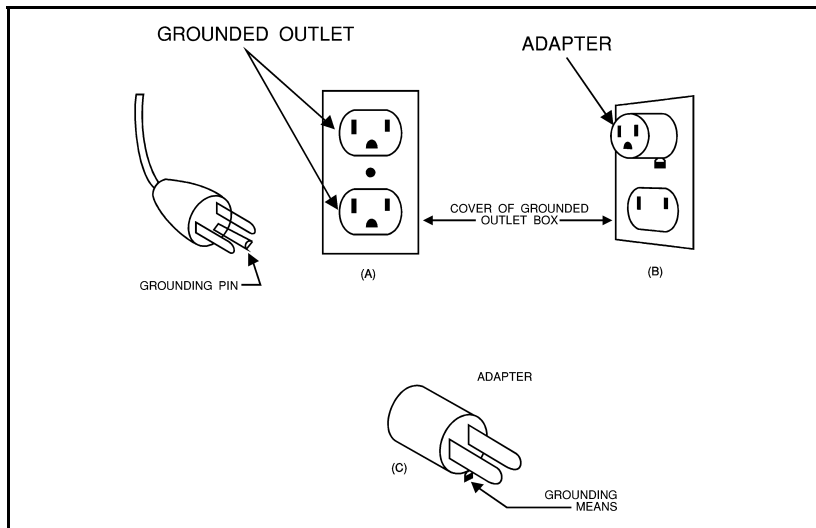 GROUNDED OUTLET
ADAPTER
COVER OF GROUNDED
OUTLET BOX
GROUNDING PIN
(A)
(B)
ADAPTER
(C)
GROUNDING
MEANS